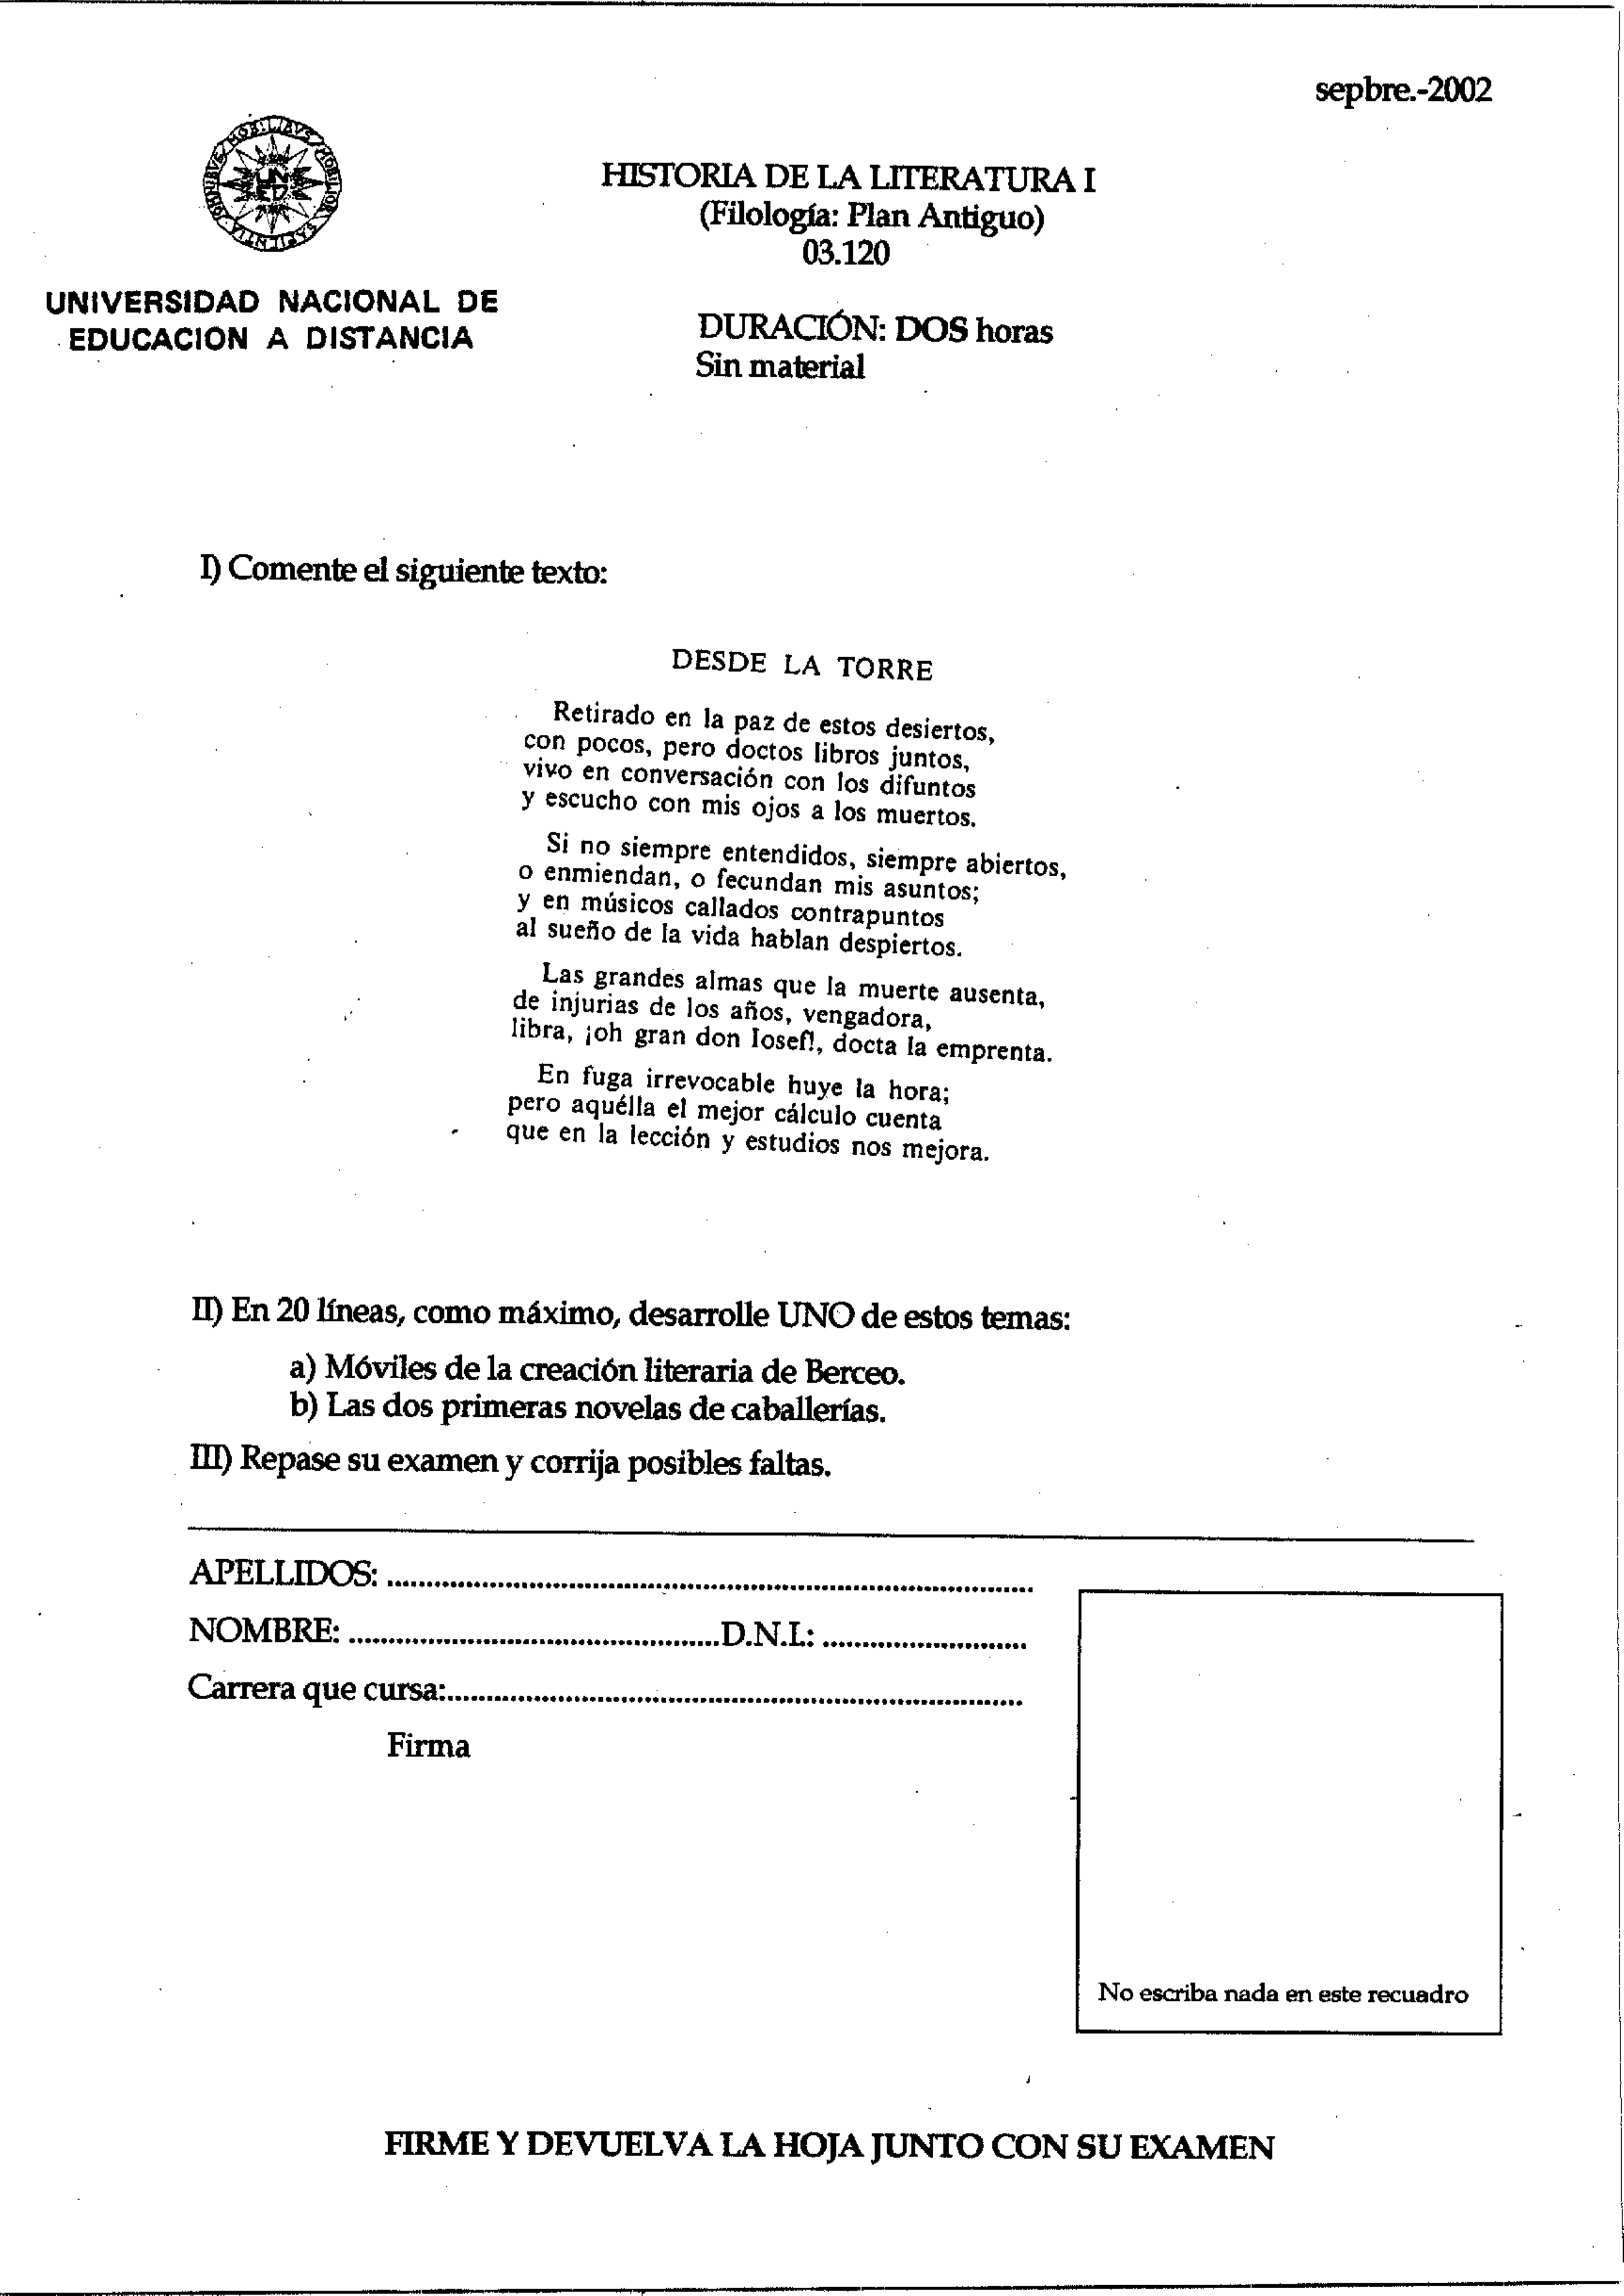 sepbre.-2002
OMNIBVS MOBILIBVS MOBILIOR SAPIENTIA
UNED
HISTORIA DE LA LITERATURA I
(Filología: Plan Antiguo)
03.120
UNIVERSIDAD NACIONAL DE
EDUCACION A DISTANCIA
DURACIÓN: DOS horas
Sin material
I) Comente el siguiente texto:
DESDE LA TORRE
Retirado en la paz de estos desiertos,
con pocos, pero doctos libros juntos,
vivo en conversación con los difuntos
y escucho con mis ojos a los muertos.
Si no siempre entendidos, siempre abiertos,
o enmiendan, o fecundan mis asuntos;
y en músicos callados contrapuntos
al sueño de la vida hablan despiertos.
Las grandes almas que la muerte ausenta,
de injurias de los años, vengadora,
libra, ¡oh gran don Iosef!, docta la emprenta.
En fuga irrevocable huye la hora;
pero aquélla el mejor cálculo cuenta
que en la lección y estudios nos mejora.
II) En 20 líneas, como máximo, desarrolle UNO de estos temas:
a) Móviles de la creación literaria de Berceo.
b) Las dos primeras novelas de caballerías.
III) Repase su examen y corrija posibles faltas.
APELLIDOS: ................................................................................
NOMBRE: ...............................................D.N.I.: ..........................
Carrera que cursa:.........................................................................
Firma
No escriba nada en este recuadro
FIRME Y DEVUELVA LA HOJA JUNTO CON SU EXAMEN